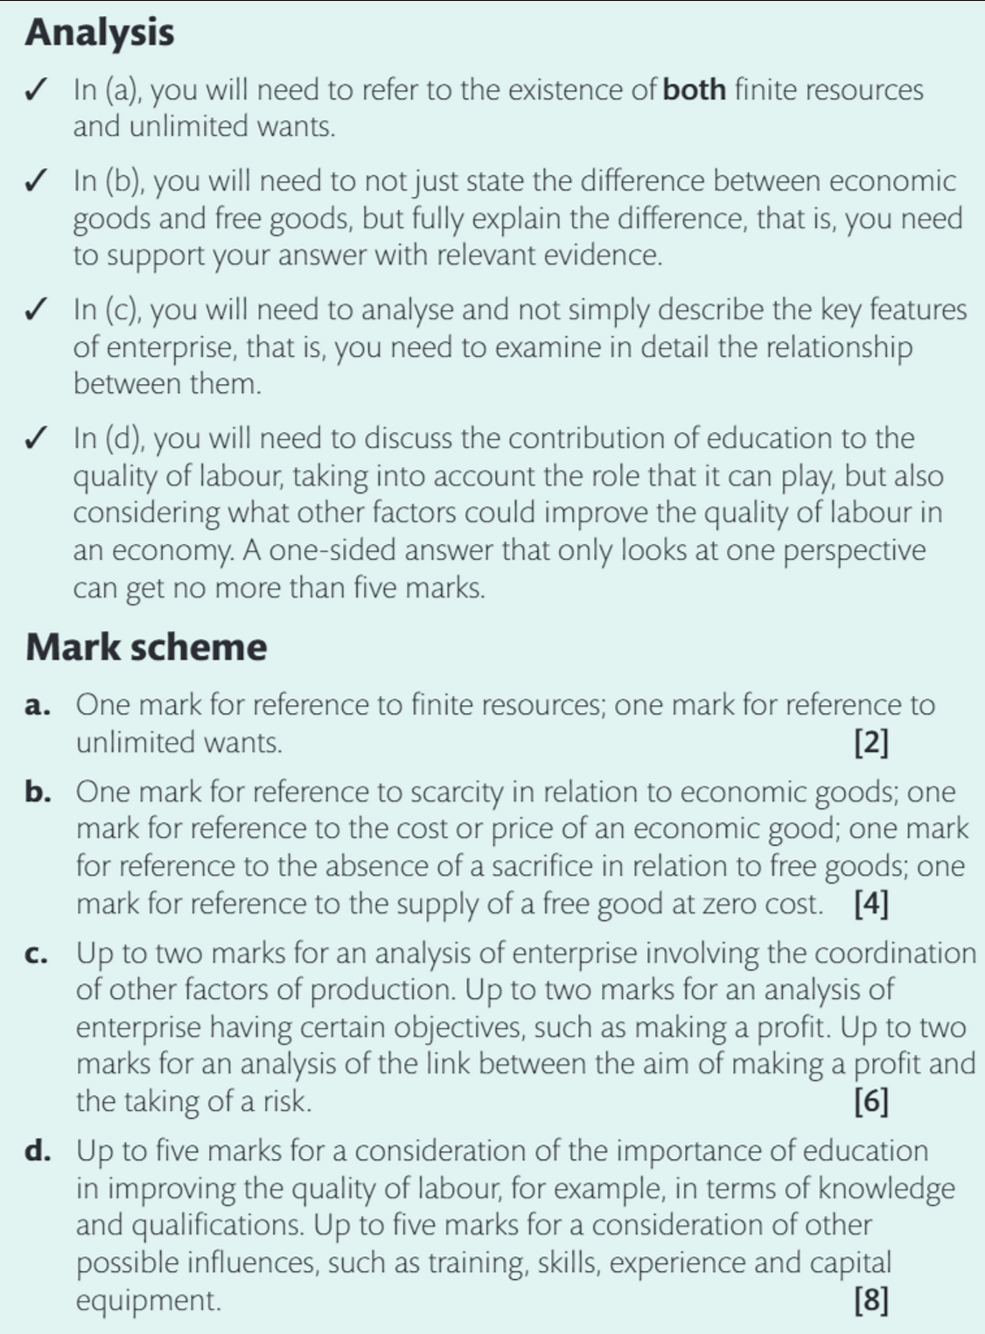 Analysis
✓ In (a), you will need to refer to the existence of both finite resources
and unlimited wants.
✓ In (b), you will need to not just state the difference between economic
goods and free goods, but fully explain the difference, that is, you need
to support your answer with relevant evidence.
✓ In (c), you will need to analyse and not simply describe the key features
of enterprise, that is, you need to examine in detail the relationship
between them.
✓ In (d), you will need to discuss the contribution of education to the
quality of labour, taking into account the role that it can play, but also
considering what other factors could improve the quality of labour in
an economy. A one-sided answer that only looks at one perspective
can get no more than five marks.
Mark scheme
a. One mark for reference to finite resources; one mark for reference to
unlimited wants. [2]
b. One mark for reference to scarcity in relation to economic goods; one
mark for reference to the cost or price of an economic good; one mark
for reference to the absence of a sacrifice in relation to free goods; one
mark for reference to the supply of a free good at zero cost. [4]
c. Up to two marks for an analysis of enterprise involving the coordination
of other factors of production. Up to two marks for an analysis of
enterprise having certain objectives, such as making a profit. Up to two
marks for an analysis of the link between the aim of making a profit and
the taking of a risk. [6]
d. Up to five marks for a consideration of the importance of education
in improving the quality of labour, for example, in terms of knowledge
and qualifications. Up to five marks for a consideration of other
possible influences, such as training, skills, experience and capital
equipment. [8]